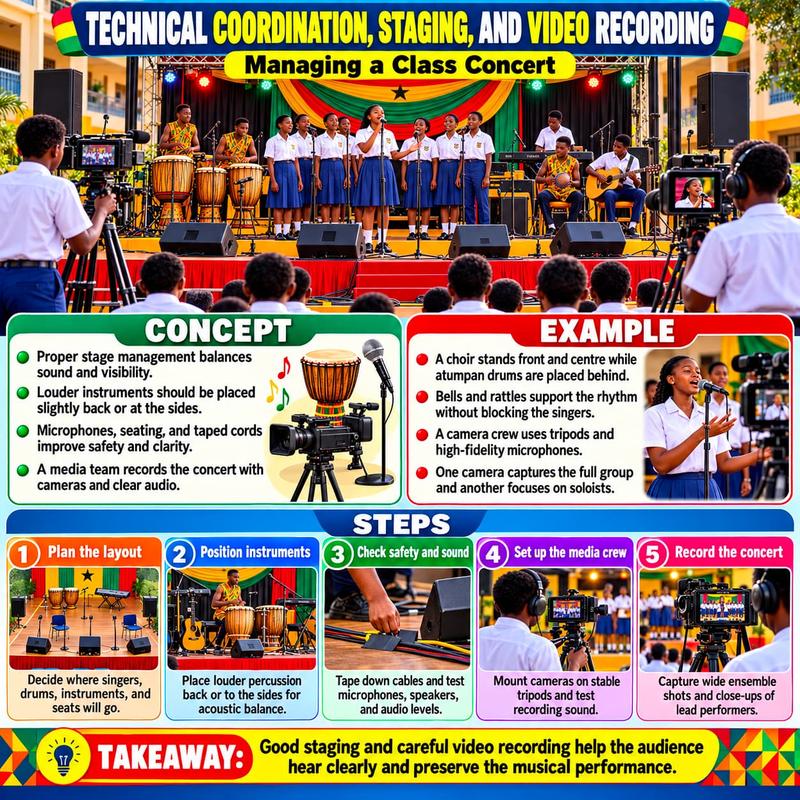 TECHNICAL COORDINATION, STAGING, AND VIDEO RECORDING
Managing a Class Concert
CONCEPT
Proper stage management balances
sound and visibility.
Louder instruments should be placed
slightly back or at the sides.
Microphones, seating, and taped cords
improve safety and clarity.
A media team records the concert with
cameras and clear audio.
EXAMPLE
A choir stands front and centre while
atumpan drums are placed behind.
Bells and rattles support the rhythm
without blocking the singers.
A camera crew uses tripods and
high-fidelity microphones.
One camera captures the full group
and another focuses on soloists.
STEPS
1 Plan the layout
Decide where singers,
drums, instruments, and
seats will go.
2 Position instruments
Place louder percussion
back or to the sides for
acoustic balance.
3 Check safety and sound
Tape down cables and test
microphones, speakers,
and audio levels.
4 Set up the media crew
Mount cameras on stable
tripods and test
recording sound.
5 Record the concert
Capture wide ensemble
shots and close-ups of
lead performers.
TAKEAWAY:
Good staging and careful video recording help the audience
hear clearly and preserve the musical performance.